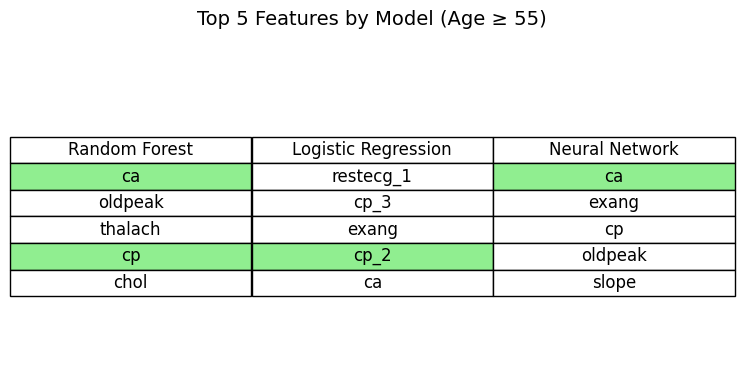 Top 5 Features by Model (Age ≥ 55)
Random Forest Logistic Regression Neural Network
ca restecg_1 ca
oldpeak cp_3 exang
thalach exang cp
cp cp_2 oldpeak
chol ca slope